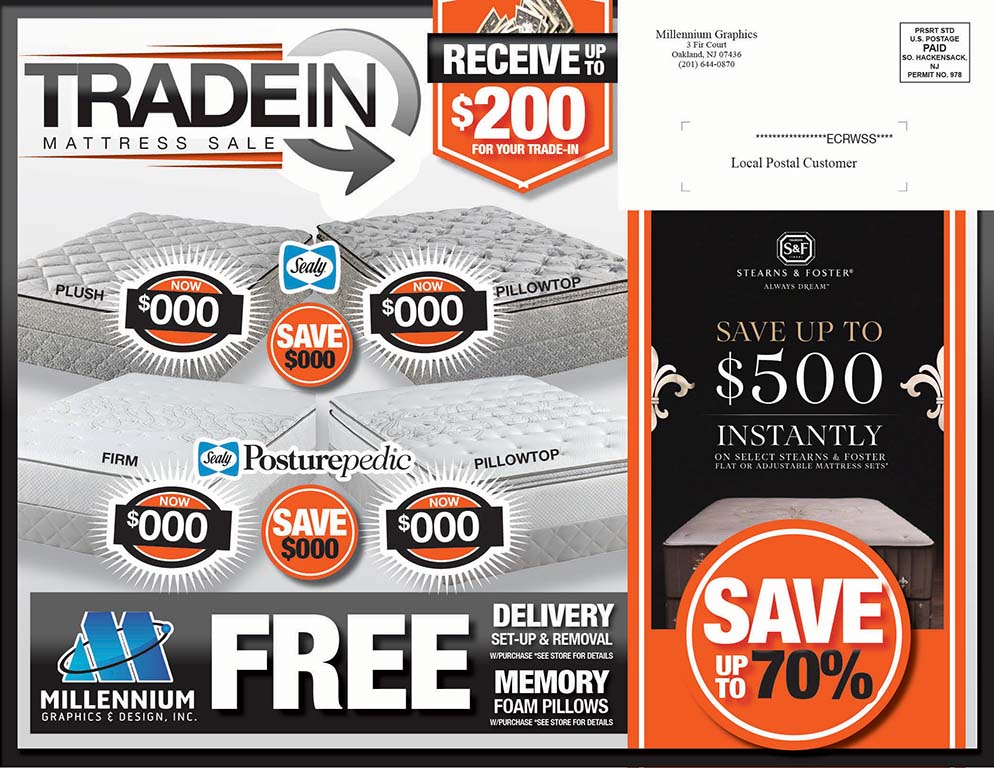 TRADEIN
MATTRESS SALE
RECEIVE UP TO
$200
FOR YOUR TRADE-IN
Millennium Graphics
3 Fir Court
Oakland, NJ 07436
(201) 644-0870
PRSRT STD
U.S. POSTAGE
PAID
SO. HACKENSACK,
NJ
PERMIT NO. 978
******************ECRWSS****
Local Postal Customer
PLUSH
NOW
$000
Sealy
SAVE
$000
NOW
$000
PILLOWTOP
FIRM
Sealy Posturepedic
PILLOWTOP
NOW
$000
SAVE
$000
NOW
$000
S&F
STEARNS & FOSTER®
ALWAYS DREAM™
SAVE UP TO
$500
INSTANTLY
ON SELECT STEARNS & FOSTER
FLAT OR ADJUSTABLE MATTRESS SETS*
SAVE
UP TO 70%
MILLENNIUM
GRAPHICS & DESIGN, INC.
FREE
DELIVERY
SET-UP & REMOVAL
W/PURCHASE *SEE STORE FOR DETAILS
MEMORY
FOAM PILLOWS
W/PURCHASE *SEE STORE FOR DETAILS